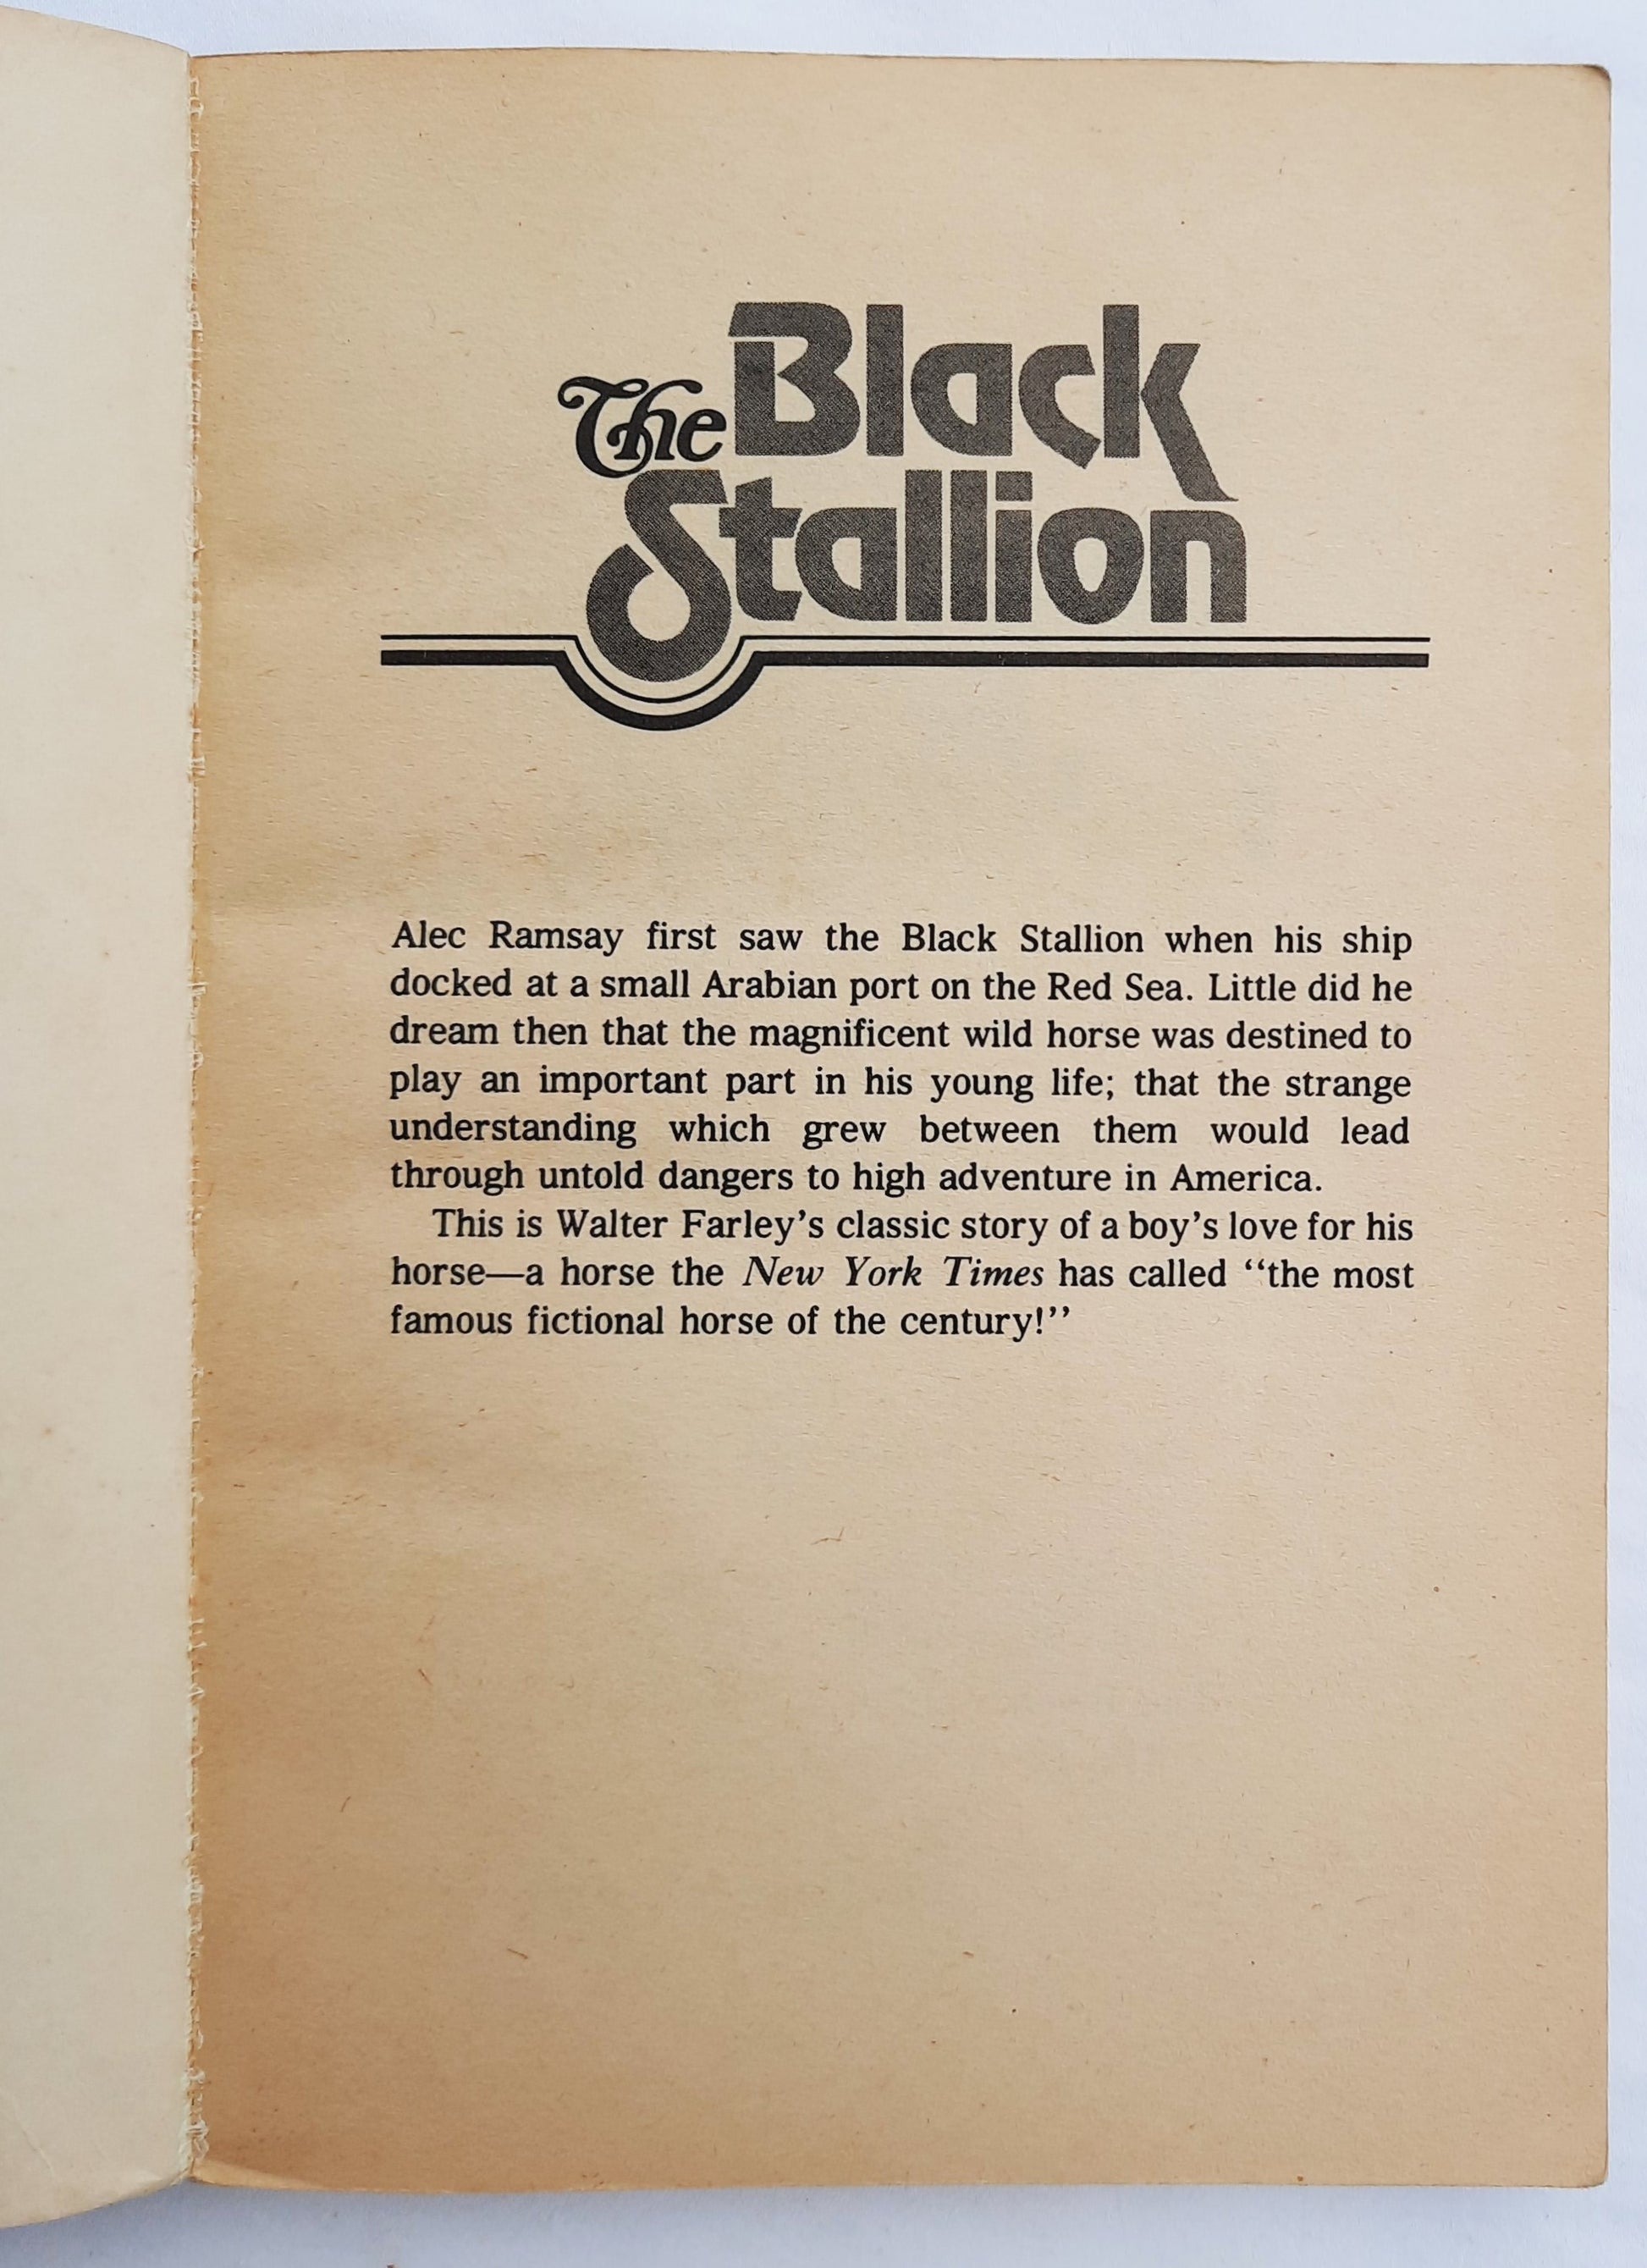 The Black
Stallion
Alec Ramsay first saw the Black Stallion when his ship
docked at a small Arabian port on the Red Sea. Little did he
dream then that the magnificent wild horse was destined to
play an important part in his young life; that the strange
understanding which grew between them would lead
through untold dangers to high adventure in America.
This is Walter Farley’s classic story of a boy’s love for his
horse—a horse the New York Times has called ‘‘the most
famous fictional horse of the century!’’